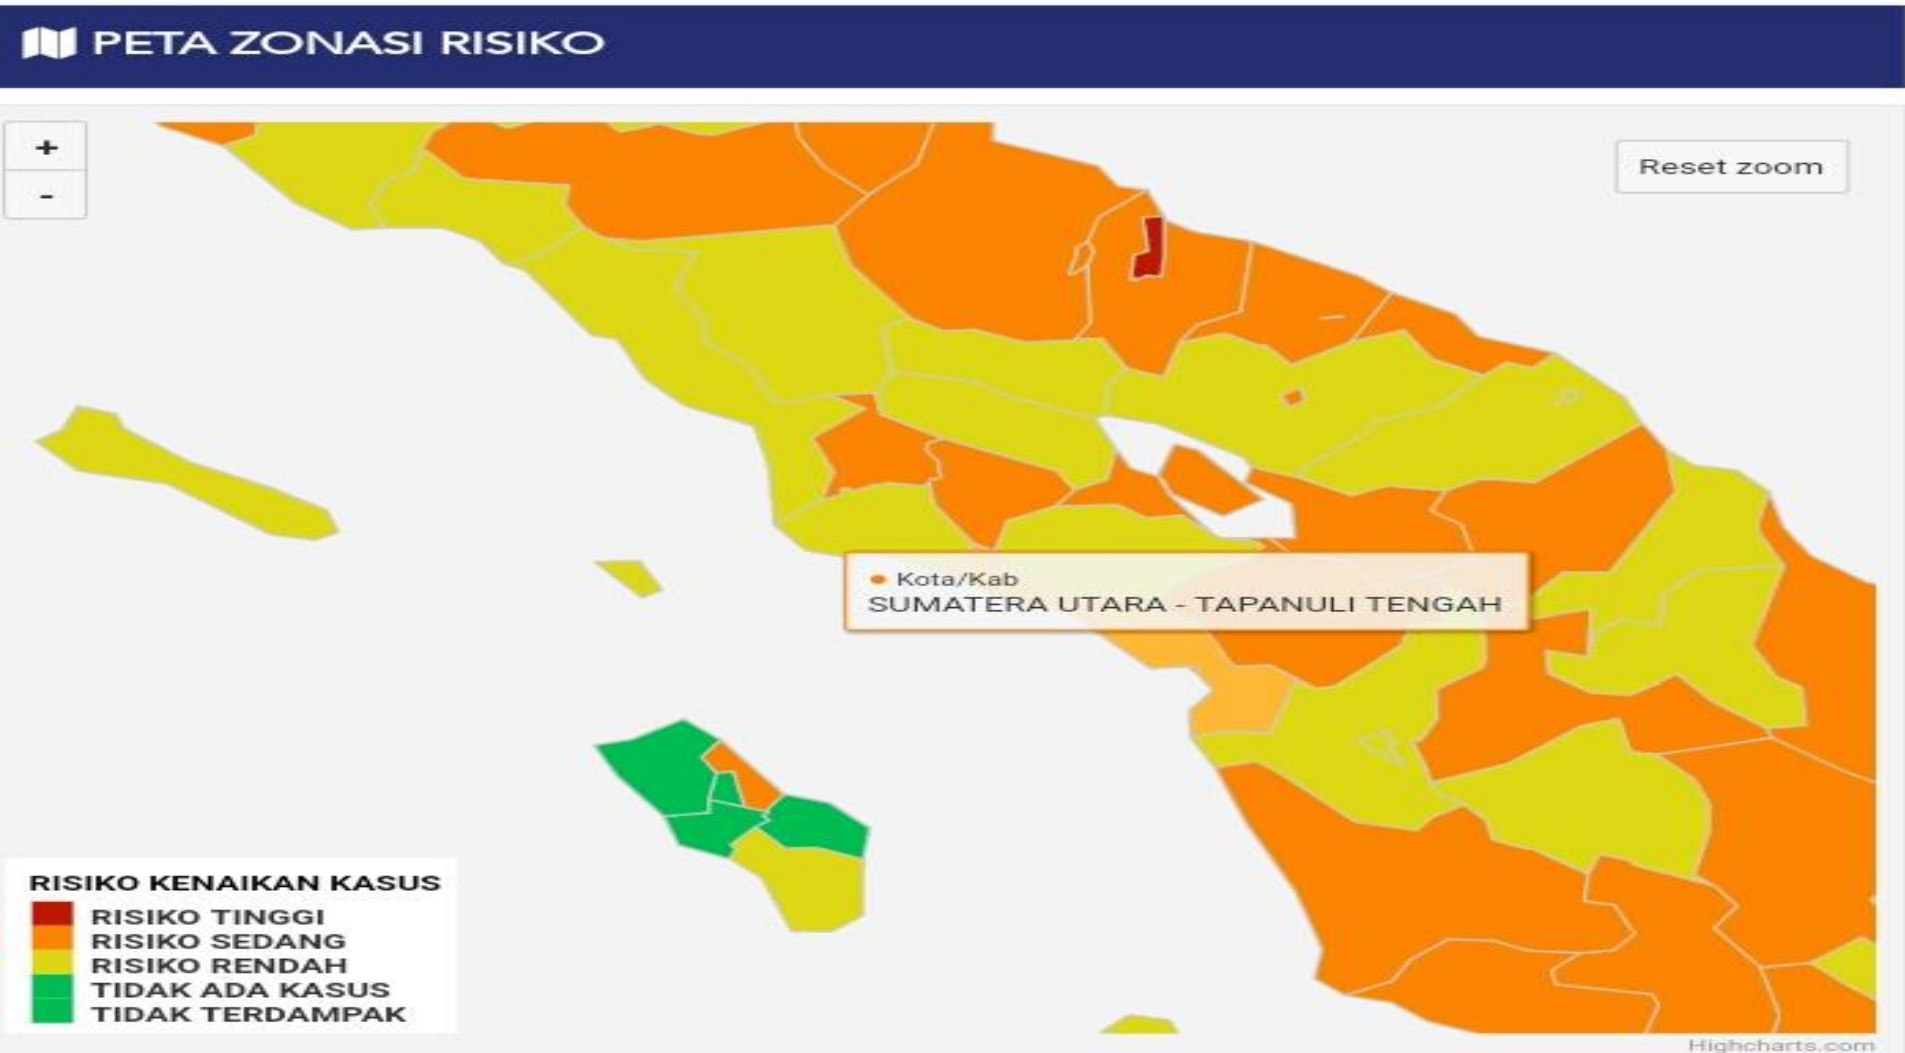 PETA ZONASI RISIKO
+
-
Reset zoom
Kota/Kab
SUMATERA UTARA - TAPANULI TENGAH
RISIKO KENAIKAN KASUS
RISIKO TINGGI
RISIKO SEDANG
RISIKO RENDAH
TIDAK ADA KASUS
TIDAK TERDAMPAK
Highcharts.com